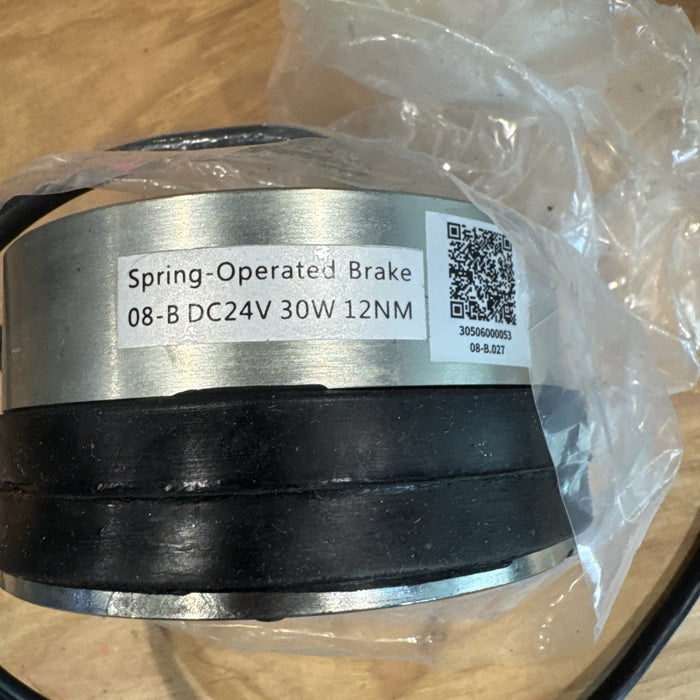 Spring-Operated Brake
08-B DC24V 30W 12NM
30506000053
08-B.027